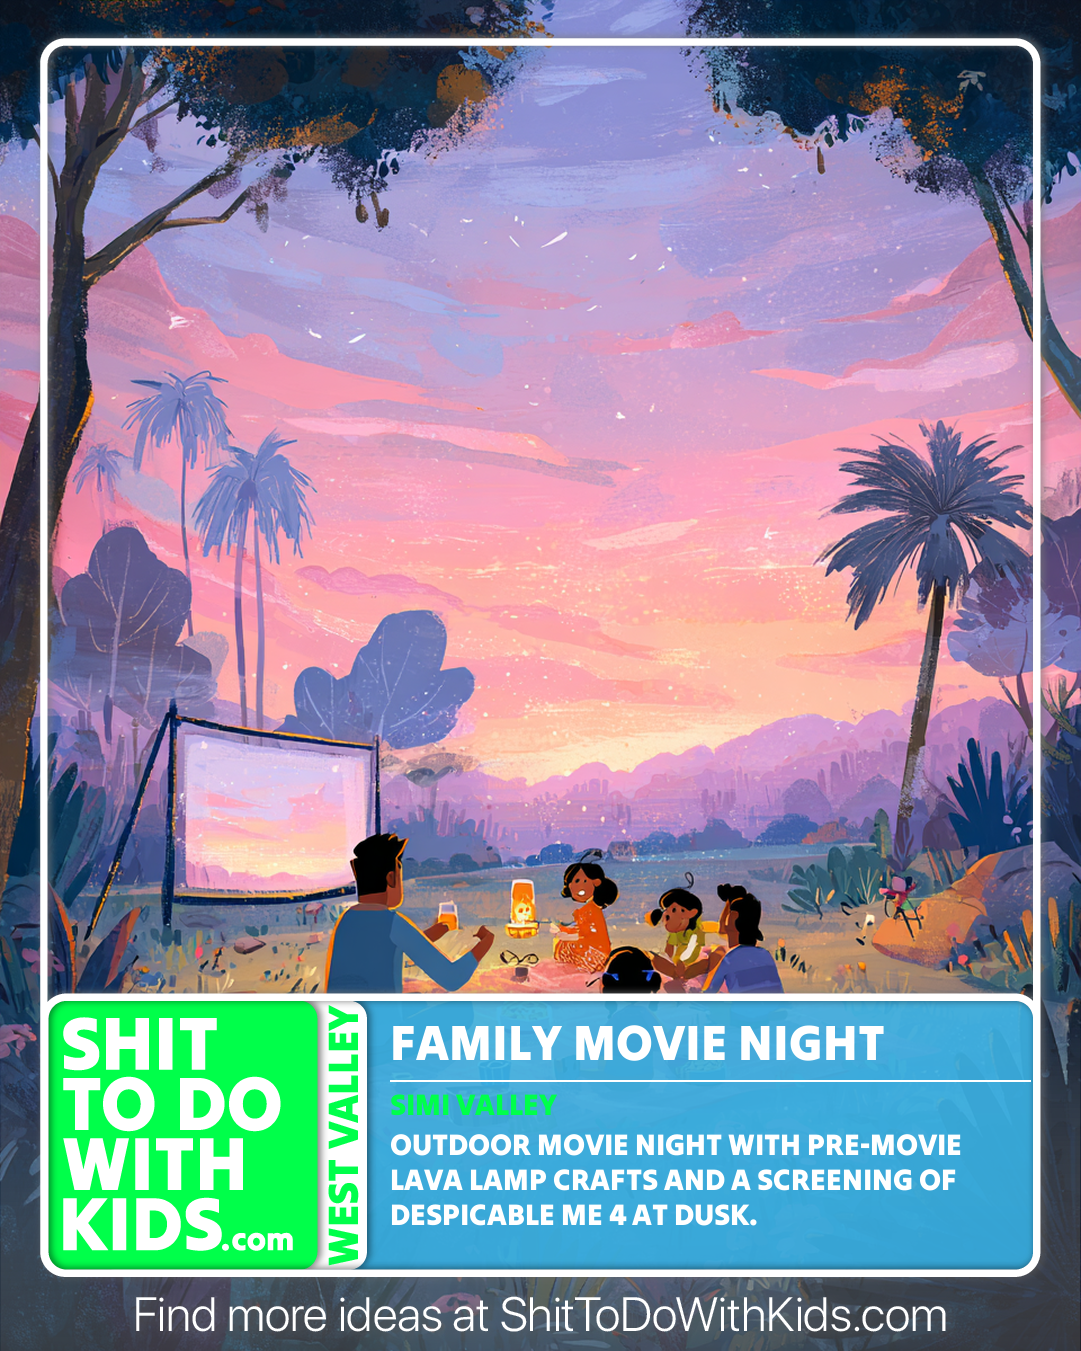 SHIT
TO DO
WITH
KIDS.com
WEST VALLEY
FAMILY MOVIE NIGHT
SIMI VALLEY
OUTDOOR MOVIE NIGHT WITH PRE-MOVIE
LAVA LAMP CRAFTS AND A SCREENING OF
DESPICABLE ME 4 AT DUSK.
Find more ideas at ShitToDoWithKids.com